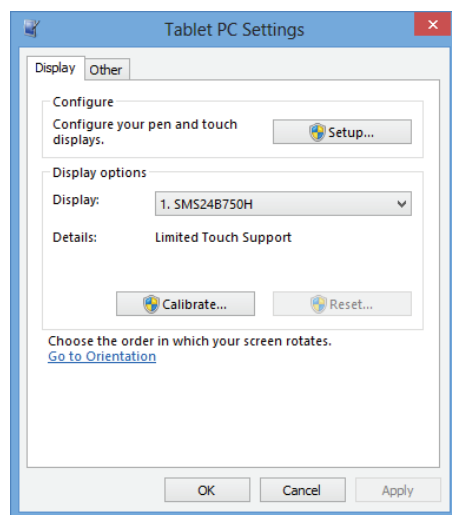 Tablet PC Settings
Display Other
Configure
Configure your pen and touch
displays.
Setup...
Display options
Display: 1. SMS24B750H
Details: Limited Touch Support
Calibrate... Reset...
Choose the order in which your screen rotates.
Go to Orientation
OK Cancel Apply